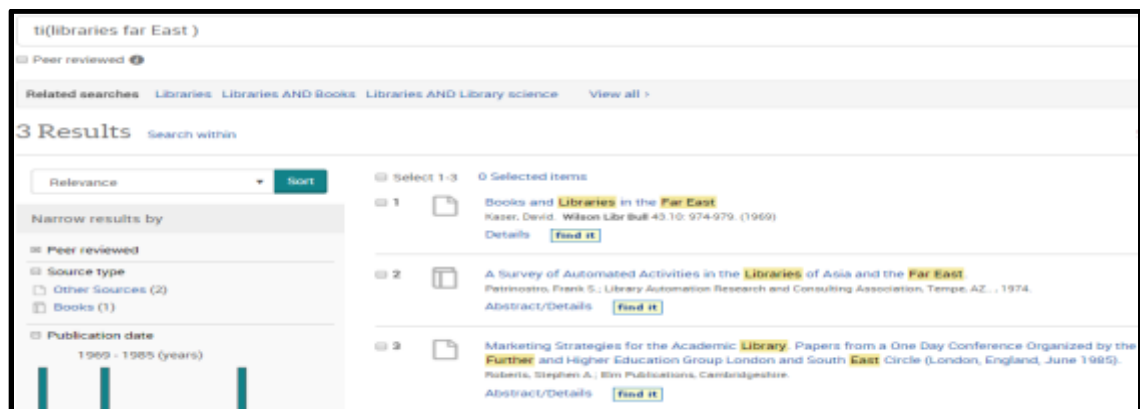 ti(libraries far East )
Peer reviewed
Related searches Libraries Libraries AND Books Libraries AND Library science View all >
3 Results Search within
Relevance Sort
Narrow results by
Peer reviewed
Source type
Other Sources (2)
Books (1)
Publication date
1969 - 1985 (years)
Select 1-3 0 Selected items
1 Books and Libraries in the Far East
Kaser, David. Wilson Libr Bull 43.10: 974-979. (1969)
Details find it
2 A Survey of Automated Activities in the Libraries of Asia and the Far East.
Patrinostro, Frank S.; Library Automation Research and Consulting Association, Tempe, AZ. , 1974.
Abstract/Details find it
3 Marketing Strategies for the Academic Library. Papers from a One Day Conference Organized by the
Further and Higher Education Group London and South East Circle (London, England, June 1985).
Roberts, Stephen A.; Elm Publications, Cambridgeshire.
Abstract/Details find it